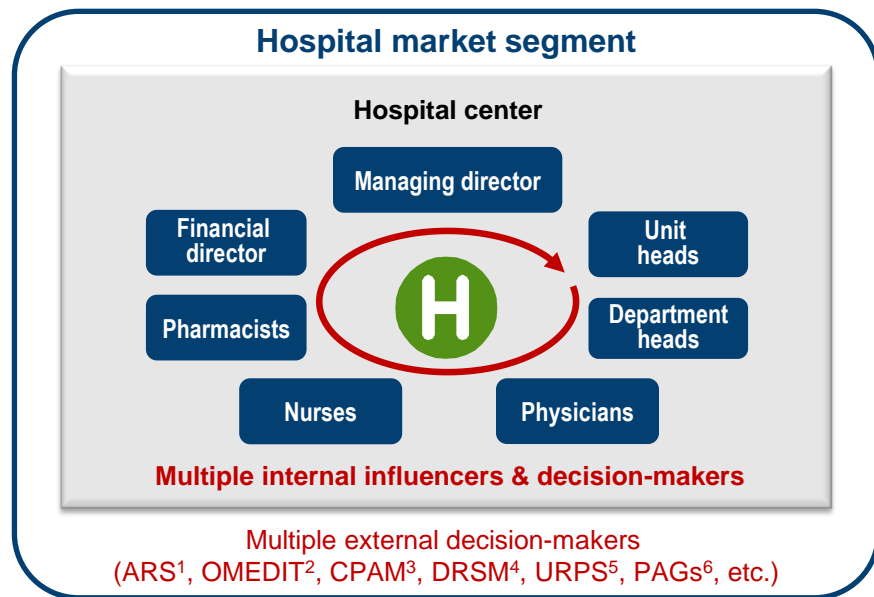 Hospital market segment
Hospital center
Managing director
Financial
director
Unit
heads
Pharmacists
H
Department
heads
Nurses
Physicians
Multiple internal influencers & decision-makers
Multiple external decision-makers
(ARS¹, OMEDIT², CPAM³, DRSM⁴, URPS⁵, PAGs⁶, etc.)